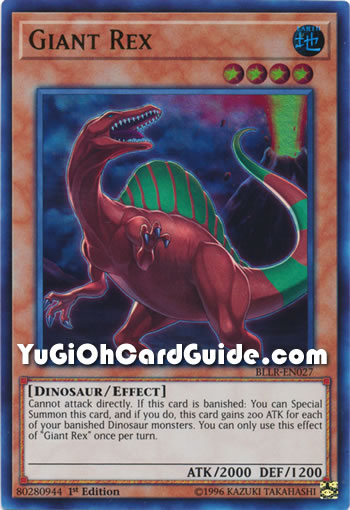 GIANT REX
EARTH
地
YuGiOhCardGuide.com
BLLR-EN027
[DINOSAUR/EFFECT]
Cannot attack directly. If this card is banished: You can Special
Summon this card, and if you do, this card gains 200 ATK for each
of your banished Dinosaur monsters. You can only use this effect
of "Giant Rex" once per turn.
ATK/2000 DEF/1200
80280944 1st Edition ©1996 KAZUKI TAKAHASHI